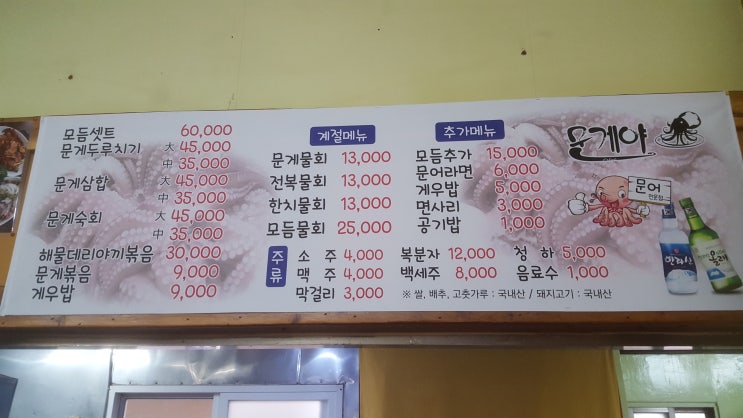 모듬셋트 60,000
문게두루치기 大 45,000
中 35,000
문게삼합 大 45,000
中 35,000
문게숙회 大 45,000
中 35,000
해물데리야끼볶음 30,000
문게볶음 9,000
게우밥 9,000
계절메뉴
문게물회 13,000
전복물회 13,000
한치물회 13,000
모듬물회 25,000
추가메뉴
모듬추가 15,000
문어라면 6,000
게우밥 5,000
면사리 3,000
공기밥 1,000
주류
소주 4,000
맥주 4,000
막걸리 3,000
복분자 12,000
백세주 8,000
청하 5,000
음료수 1,000
※ 쌀, 배추, 고춧가루 : 국내산 / 돼지고기 : 국내산
문게야
문어
전문점
한라산
올래